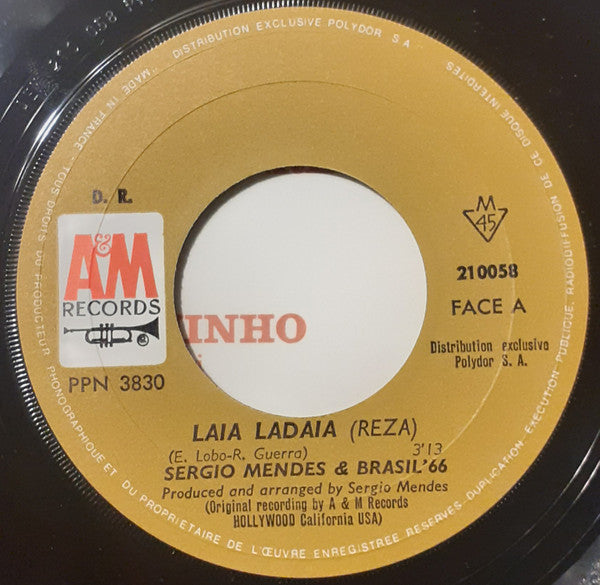 MADE IN FRANCE - TOUS DROITS DU PRODUCTEUR PHONOGRAPHIQUE ET DU PROPRIETAIRE DE L'ŒUVRE ENREGISTREE RESERVES. DUPLICATION, EXECUTION PUBLIQUE, RADIODIFFUSION DE CE DISQUE INTERDITES
DISTRIBUTION EXCLUSIVE POLYDOR S.A.
D. R.
A&M
RECORDS
PPN 3830
M
45
210058
FACE A
Distribution exclusive
Polydor S. A.
INHO
LAIA LADAIA (REZA)
(E. Lobo-R. Guerra) 3'13
SERGIO MENDES & BRASIL'66
Produced and arranged by Sergio Mendes
(Original recording by A & M Records
HOLLYWOOD California USA)